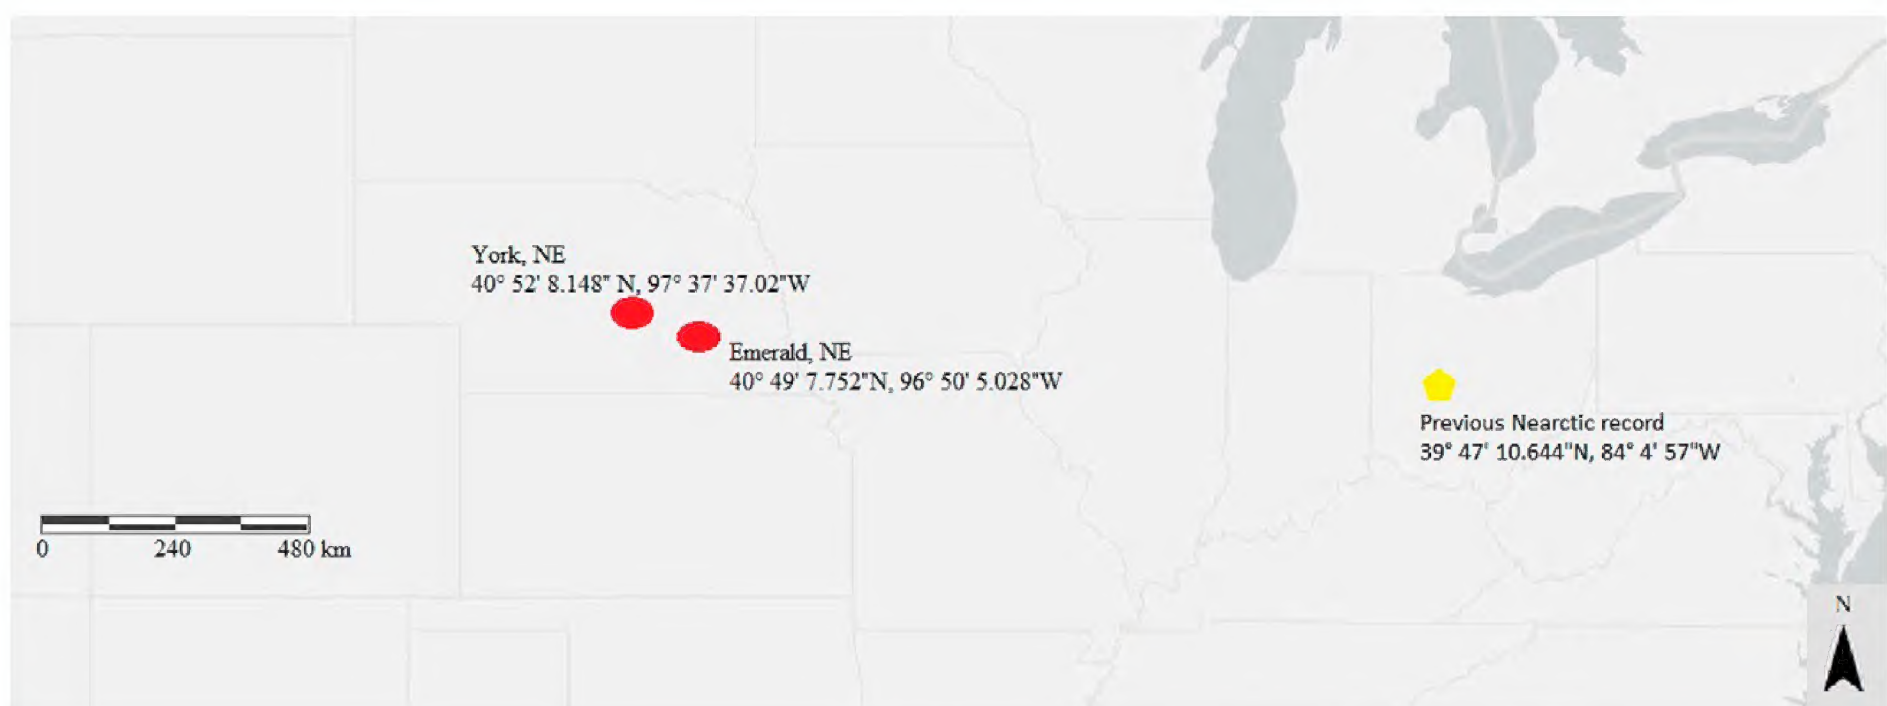 York, NE
40° 52' 8.148" N, 97° 37' 37.02"W
Emerald, NE
40° 49' 7.752"N, 96° 50' 5.028"W
Previous Nearctic record
39° 47' 10.644"N, 84° 4' 57"W
0 240 480 km
N